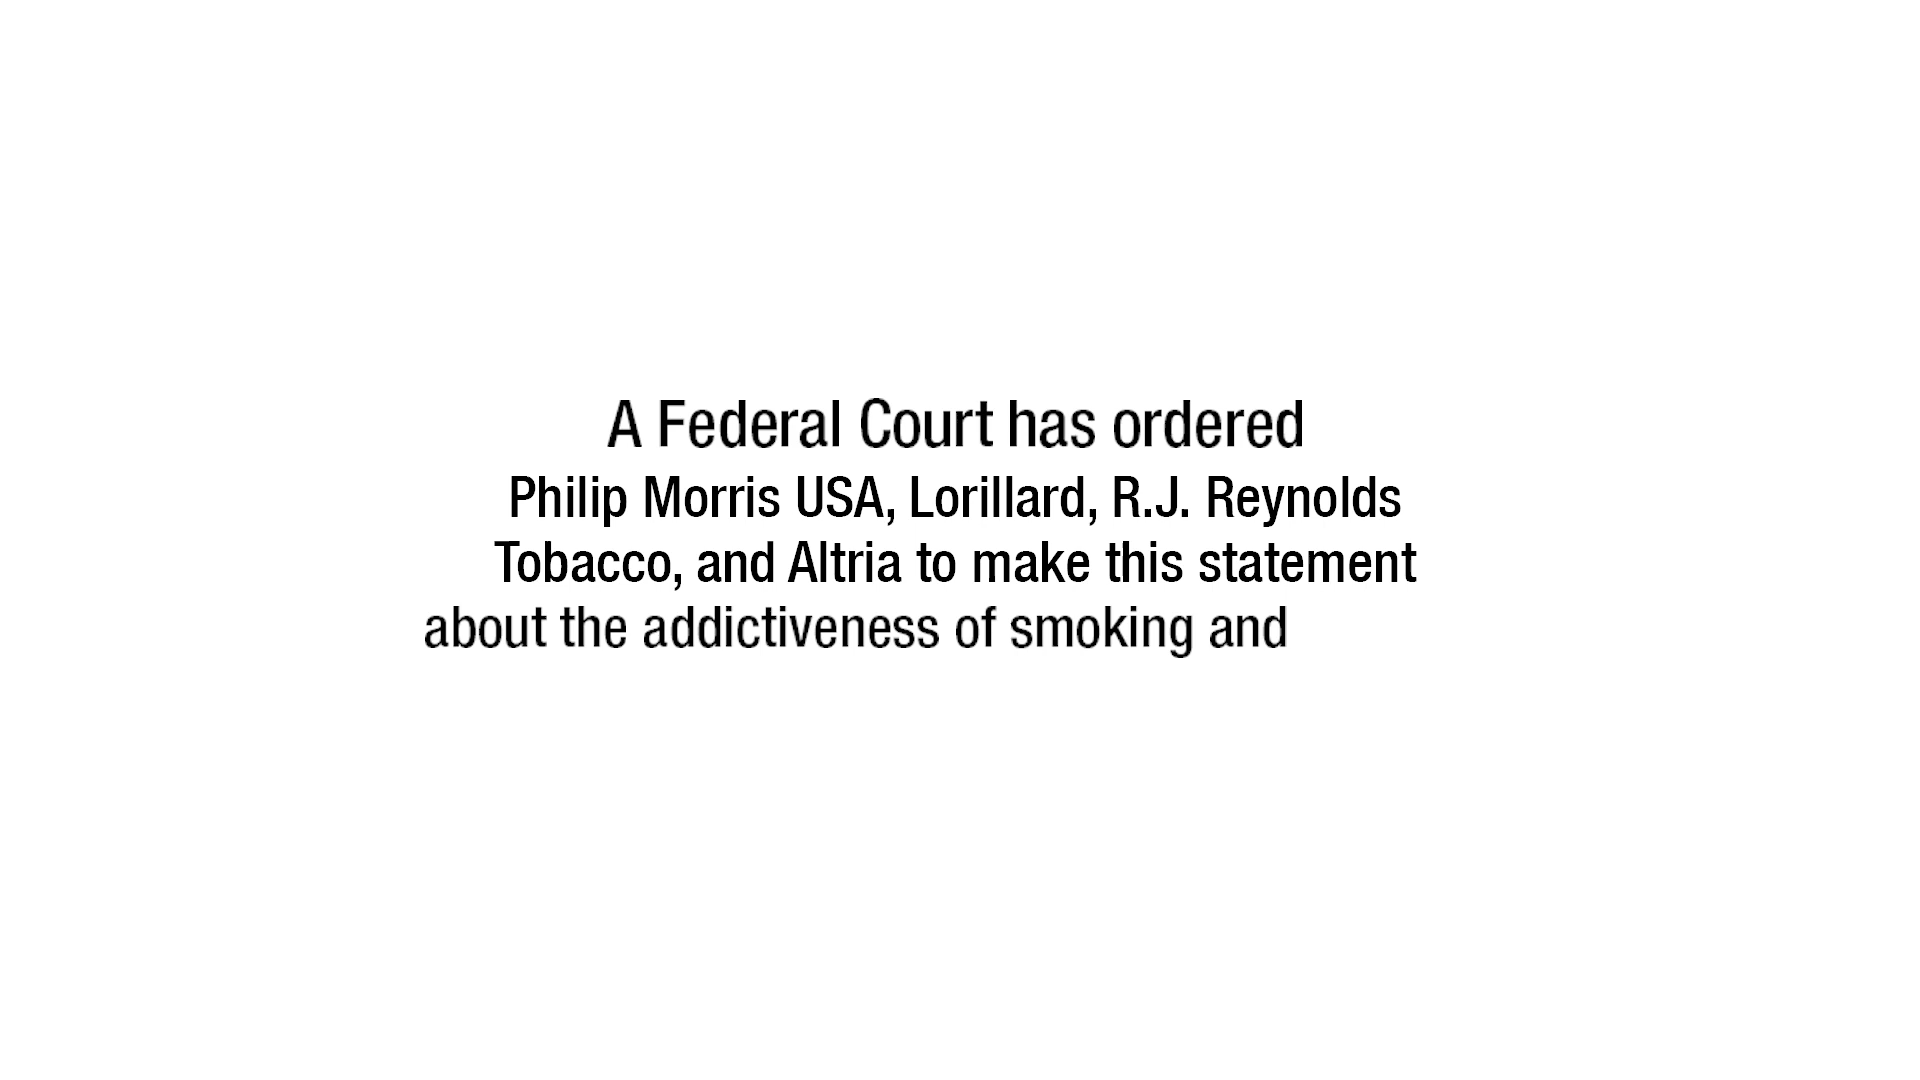 A Federal Court has ordered
Philip Morris USA, Lorillard, R.J. Reynolds
Tobacco, and Altria to make this statement
about the addictiveness of smoking and